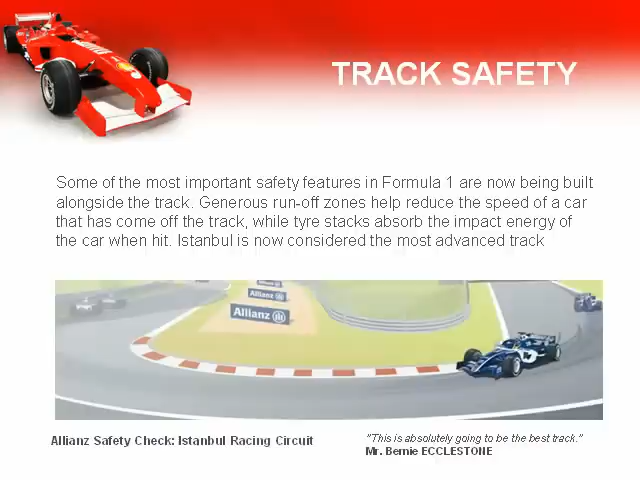 TRACK SAFETY
Some of the most important safety features in Formula 1 are now being built
alongside the track. Generous run-off zones help reduce the speed of a car
that has come off the track, while tyre stacks absorb the impact energy of
the car when hit. Istanbul is now considered the most advanced track
Allianz
Allianz
Allianz
Allianz Safety Check: Istanbul Racing Circuit
"This is absolutely going to be the best track."
Mr. Bernie ECCLESTONE